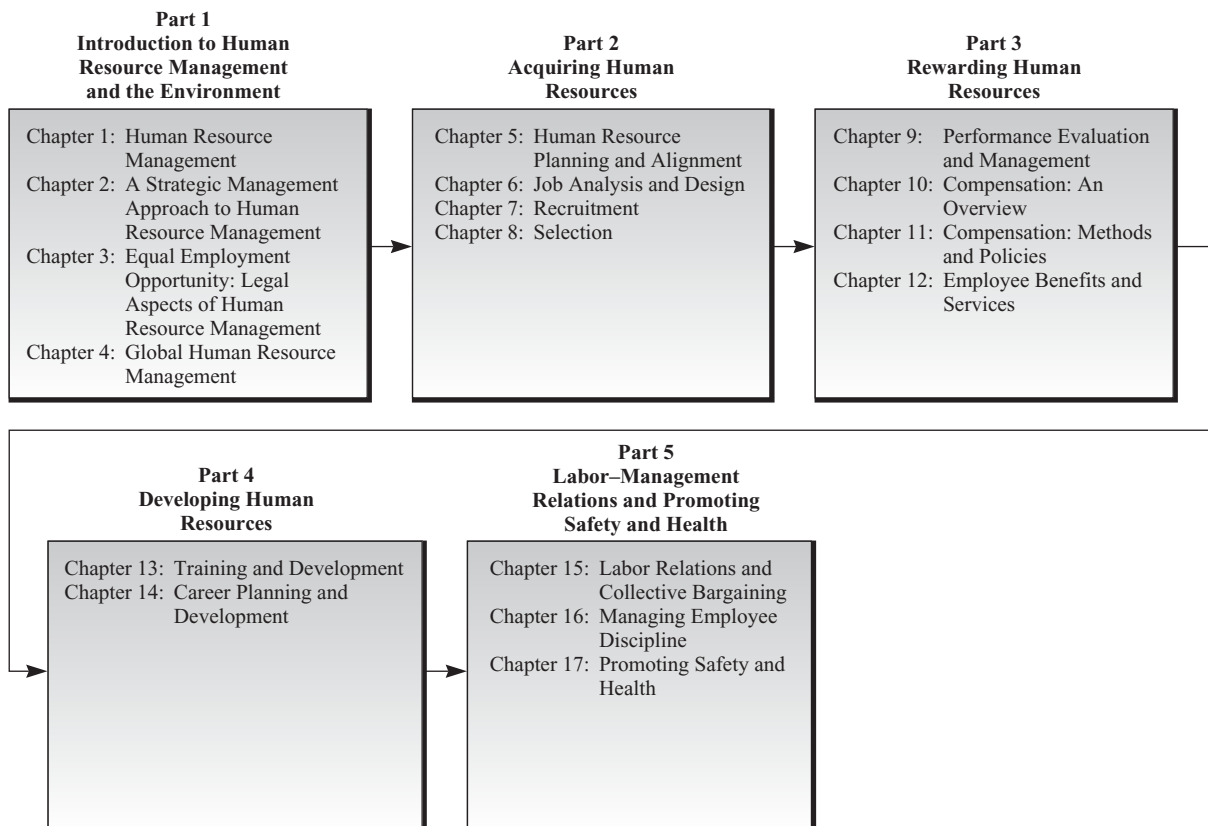 Part 1
Introduction to Human
Resource Management
and the Environment
Chapter 1: Human Resource
Management
Chapter 2: A Strategic Management
Approach to Human
Resource Management
Chapter 3: Equal Employment
Opportunity: Legal
Aspects of Human
Resource Management
Chapter 4: Global Human Resource
Management
Part 2
Acquiring Human
Resources
Chapter 5: Human Resource
Planning and Alignment
Chapter 6: Job Analysis and Design
Chapter 7: Recruitment
Chapter 8: Selection
Part 3
Rewarding Human
Resources
Chapter 9: Performance Evaluation
and Management
Chapter 10: Compensation: An
Overview
Chapter 11: Compensation: Methods
and Policies
Chapter 12: Employee Benefits and
Services
Part 4
Developing Human
Resources
Chapter 13: Training and Development
Chapter 14: Career Planning and
Development
Part 5
Labor–Management
Relations and Promoting
Safety and Health
Chapter 15: Labor Relations and
Collective Bargaining
Chapter 16: Managing Employee
Discipline
Chapter 17: Promoting Safety and
Health